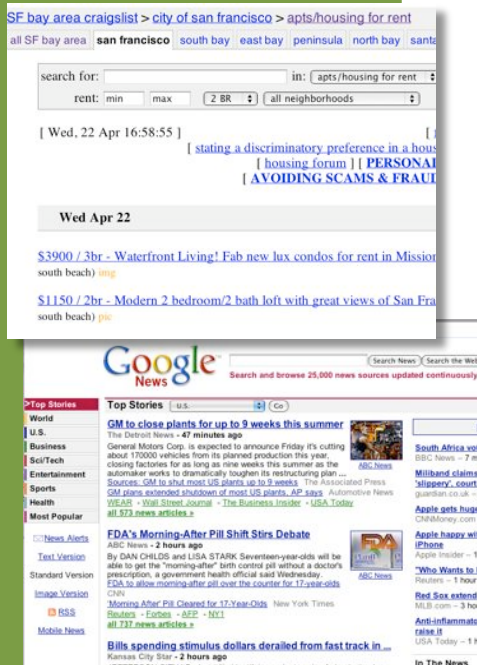 SF bay area craigslist > city of san francisco > apts/housing for rent
all SF bay area san francisco south bay east bay peninsula north bay santa
search for: in: apts/housing for rent
rent: min max 2 BR all neighborhoods
[ Wed, 22 Apr 16:58:55 ] [
[ stating a discriminatory preference in a hous
[ housing forum ] [ PERSONAL
[ AVOIDING SCAMS & FRAUD
Wed Apr 22
$3900 / 3br - Waterfront Living! Fab new lux condos for rent in Mission
south beach) img
$1150 / 2br - Modern 2 bedroom/2 bath loft with great views of San Fra
south beach) pic
Google
News
Search News Search the Web
Search and browse 25,000 news sources updated continuously
>Top Stories
World
U.S.
Business
Sci/Tech
Entertainment
Sports
Health
Most Popular
News Alerts
Text Version
Standard Version
Image Version
RSS
Mobile News
Top Stories U.S. Go
GM to close plants for up to 9 weeks this summer
The Detroit News - 47 minutes ago
General Motors Corp. is expected to announce Friday it's cutting
about 170000 vehicles from its planned production this year,
closing factories for as long as nine weeks this summer as the
automaker works to dramatically toughen its restructuring plan ...
Sources: GM to shut most US plants up to 9 weeks The Associated Press
GM plans extended shutdown of most US plants, AP says Automotive News
WEAR - Wall Street Journal - The Business Insider - USA Today
all 573 news articles »
ABC News
FDA's Morning-After Pill Shift Stirs Debate
ABC News - 2 hours ago
By DAN CHILDS and LISA STARK Seventeen-year-olds will be
able to get the "morning-after" birth control pill without a doctor's
prescription, a government health official said Wednesday.
FDA to allow morning-after pill over the counter for 17-year-olds
CNN
'Morning After' Pill Cleared for 17-Year-Olds New York Times
Reuters - Forbes - AFP - NY1
all 737 news articles »
FDA
ABC News
Bills spending stimulus dollars derailed from fast track in ...
Kansas City Star - 2 hours ago
South Africa vo
BBC News - 7 m
Miliband claims
'slippery', court
guardian.co.uk -
Apple gets huge
CNNMoney.com
Apple happy wi
iPhone
Apple Insider - 1
"Who Wants to
Reuters - 1 hour
Red Sox extend
MLB.com - 3 ho
Anti-inflammato
raise it
USA Today - 1 h
In The News